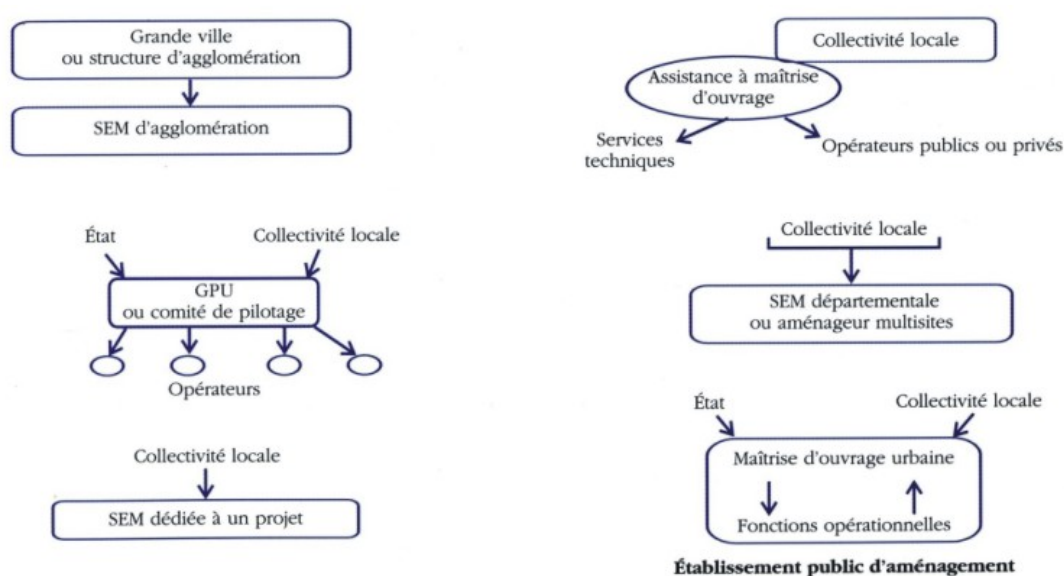 Grande ville
ou structure d'agglomération
SEM d'agglomération
État
Collectivité locale
GPU
ou comité de pilotage
Opérateurs
Collectivité locale
SEM dédiée à un projet
Collectivité locale
Assistance à maîtrise
d'ouvrage
Services
techniques
Opérateurs publics ou privés
Collectivité locale
SEM départementale
ou aménageur multisites
État
Collectivité locale
Maîtrise d'ouvrage urbaine
Fonctions opérationnelles
Établissement public d'aménagement